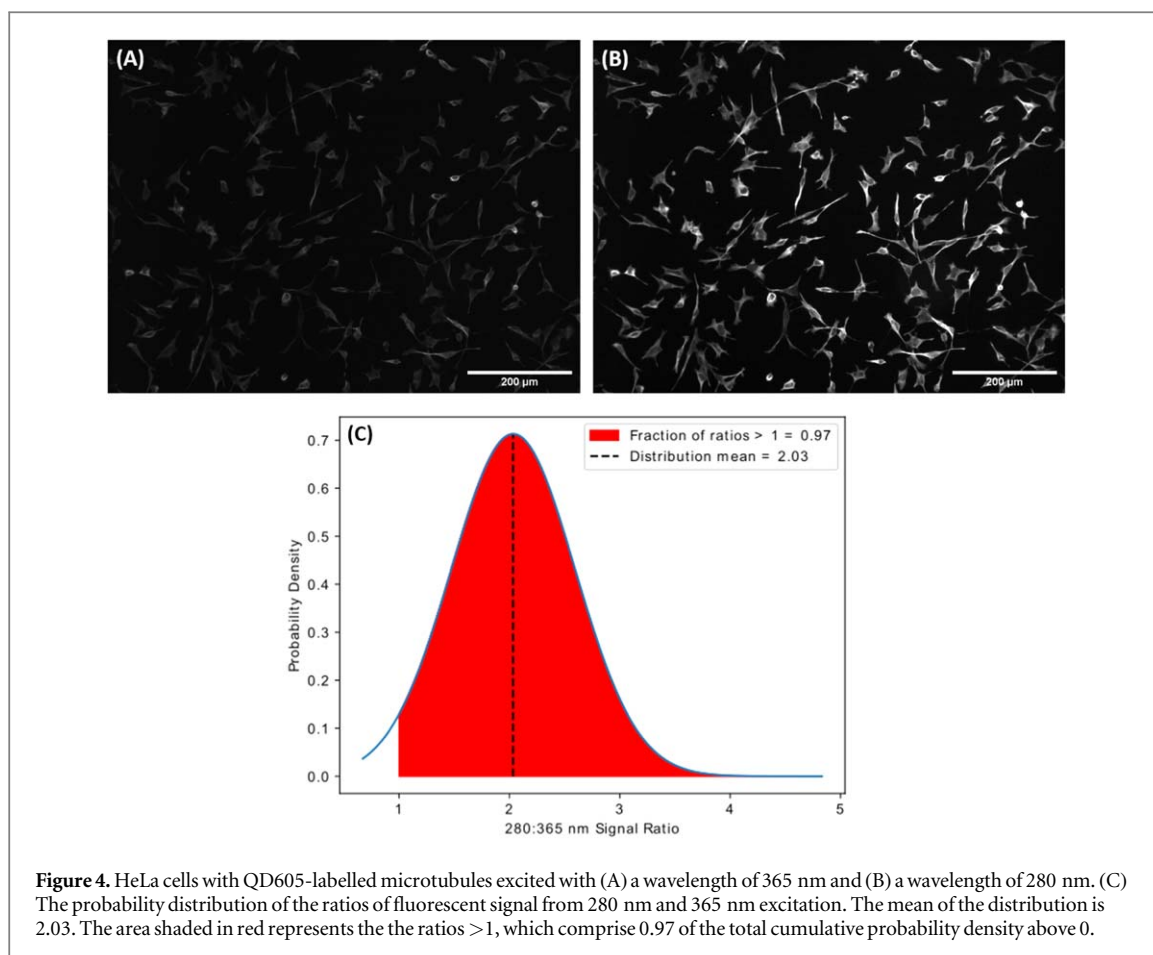 (A)
(B)
200 μm
200 μm
(C)
Fraction of ratios > 1 = 0.97
Distribution mean = 2.03
0.7
0.6
0.5
0.4
0.3
0.2
0.1
0.0
Probability Density
1 2 3 4 5
280:365 nm Signal Ratio
Figure 4. HeLa cells with QD605-labelled microtubules excited with (A) a wavelength of 365 nm and (B) a wavelength of 280 nm. (C)
The probability distribution of the ratios of fluorescent signal from 280 nm and 365 nm excitation. The mean of the distribution is
2.03. The area shaded in red represents the the ratios >1, which comprise 0.97 of the total cumulative probability density above 0.